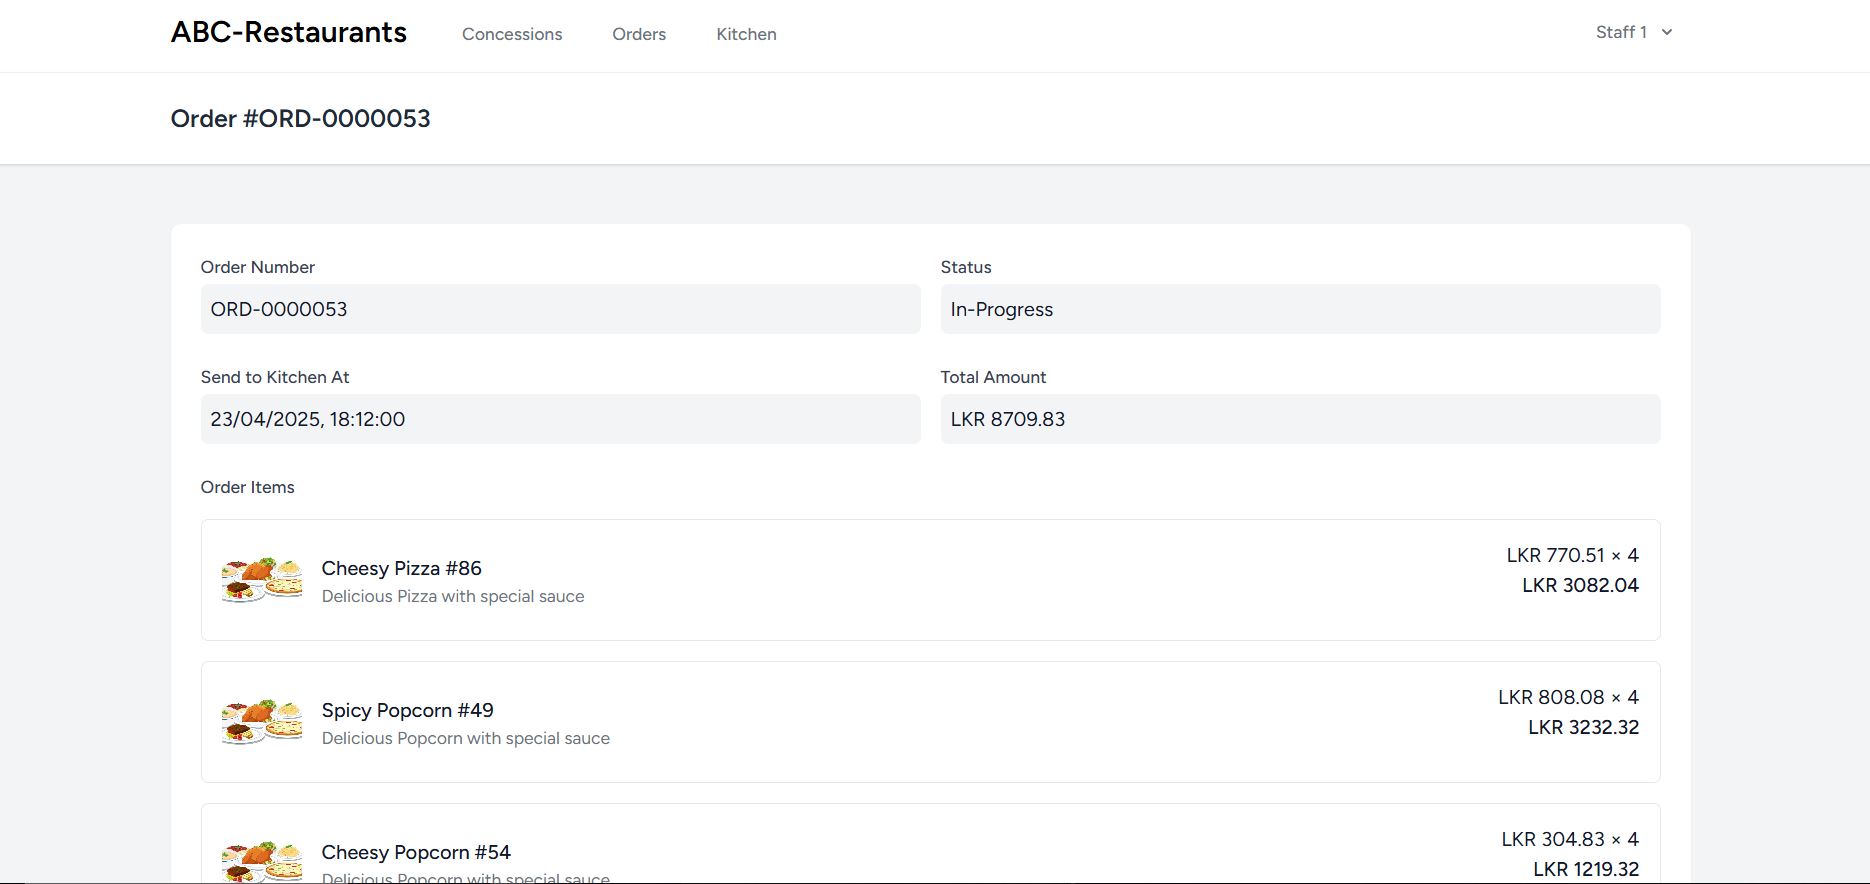 ABC-Restaurants Concessions Orders Kitchen Staff 1
Order #ORD-0000053
Order Number Status
ORD-0000053 In-Progress
Send to Kitchen At Total Amount
23/04/2025, 18:12:00 LKR 8709.83
Order Items
Cheesy Pizza #86
Delicious Pizza with special sauce
LKR 770.51 × 4
LKR 3082.04
Spicy Popcorn #49
Delicious Popcorn with special sauce
LKR 808.08 × 4
LKR 3232.32
Cheesy Popcorn #54
Delicious Popcorn with special sauce
LKR 304.83 × 4
LKR 1219.32